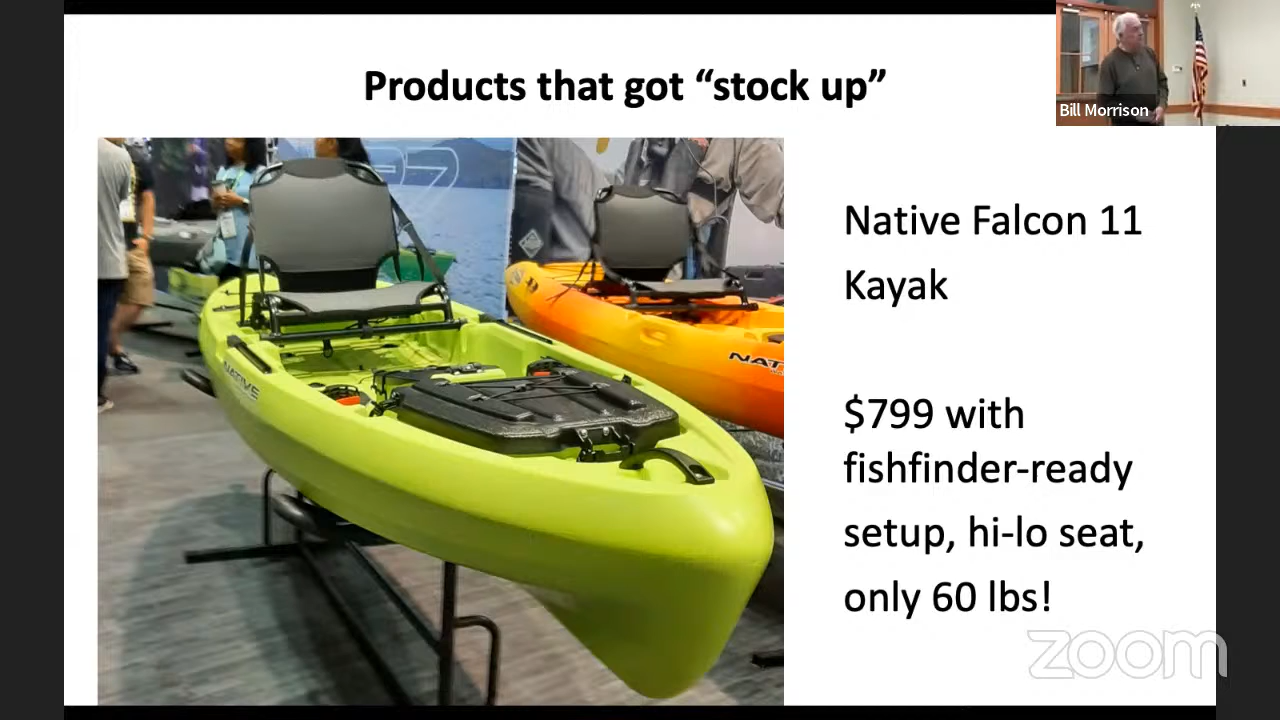 Products that got “stock up”
Bill Morrison
Native Falcon 11
Kayak
$799 with
fishfinder-ready
setup, hi-lo seat,
only 60 lbs!
NATIVE
zoom